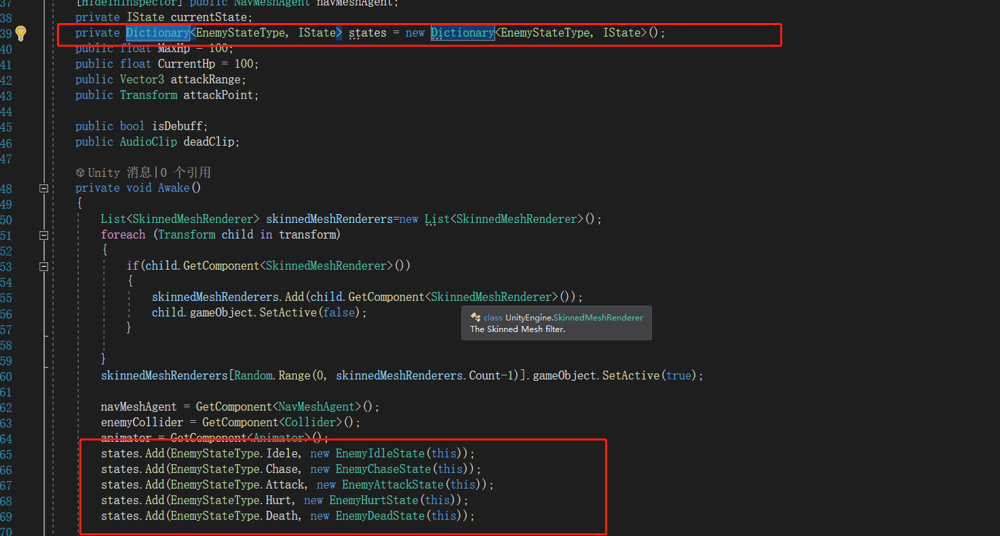 37 [HideInInspector] public NavMeshAgent navMeshAgent;
38 private IState currentState;
39 private Dictionary<EnemyStateType, IState> states = new Dictionary<EnemyStateType, IState>();
40 public float MaxHp = 100;
41 public float CurrentHp = 100;
42 public Vector3 attackRange;
43 public Transform attackPoint;
44
45 public bool isDebuff;
46 public AudioClip deadClip;
47
Unity 消息|0 个引用
48 private void Awake()
49 {
50 List<SkinnedMeshRenderer> skinnedMeshRenderers=new List<SkinnedMeshRenderer>();
51 foreach (Transform child in transform)
52 {
53 if(child.GetComponent<SkinnedMeshRenderer>())
54 {
55 skinnedMeshRenderers.Add(child.GetComponent<SkinnedMeshRenderer>());
56 child.gameObject.SetActive(false);
class UnityEngine.SkinnedMeshRenderer
The Skinned Mesh filter.
57 }
58
59 }
60 skinnedMeshRenderers[Random.Range(0, skinnedMeshRenderers.Count-1)].gameObject.SetActive(true);
61
62 navMeshAgent = GetComponent<NavMeshAgent>();
63 enemyCollider = GetComponent<Collider>();
64 animator = GetComponent<Animator>();
65 states.Add(EnemyStateType.Idele, new EnemyIdleState(this));
66 states.Add(EnemyStateType.Chase, new EnemyChaseState(this));
67 states.Add(EnemyStateType.Attack, new EnemyAttackState(this));
68 states.Add(EnemyStateType.Hurt, new EnemyHurtState(this));
69 states.Add(EnemyStateType.Death, new EnemyDeadState(this));
70